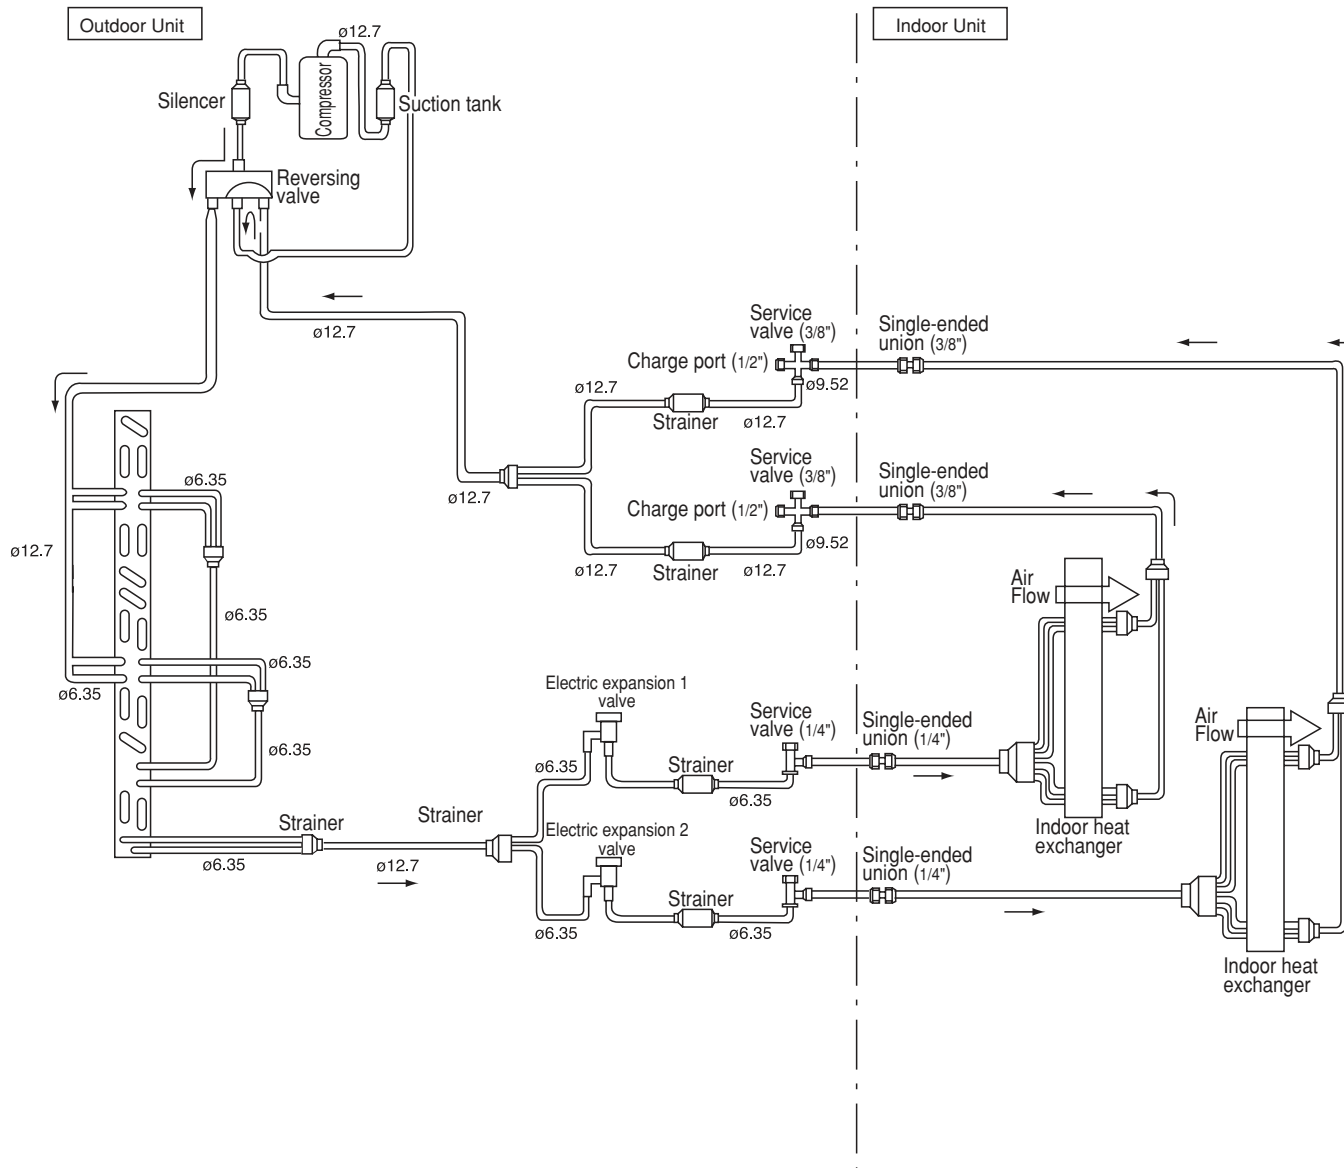 Outdoor Unit
Indoor Unit
ø12.7
Silencer
Compressor
Suction tank
Reversing
valve
ø12.7
Service
valve (3/8")
Single-ended
union (3/8")
Charge port (1/2")
ø12.7
ø9.52
Strainer
ø12.7
Service
valve (3/8")
Single-ended
union (3/8")
ø6.35
ø12.7
Charge port (1/2")
ø12.7
ø9.52
ø12.7
Strainer
ø12.7
Air
Flow
ø6.35
ø6.35
ø6.35
Electric expansion 1
valve
Service
valve (1/4")
Single-ended
union (1/4")
Air
Flow
ø6.35
ø6.35
Strainer
ø6.35
Strainer
Strainer
Electric expansion 2
valve
Indoor heat
exchanger
ø6.35
ø12.7
Service
valve (1/4")
Single-ended
union (1/4")
Strainer
ø6.35
ø6.35
Indoor heat
exchanger